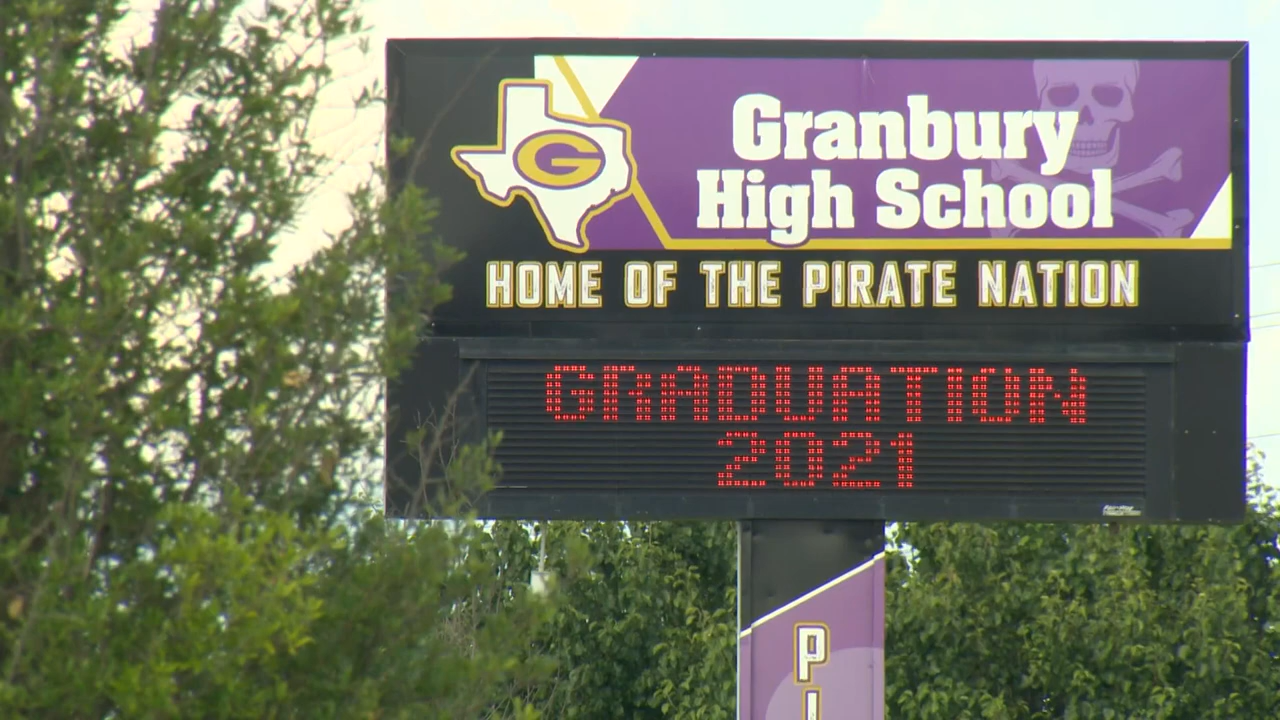 G
Granbury
High School
HOME OF THE PIRATE NATION
GRADUATION
2021
P
I